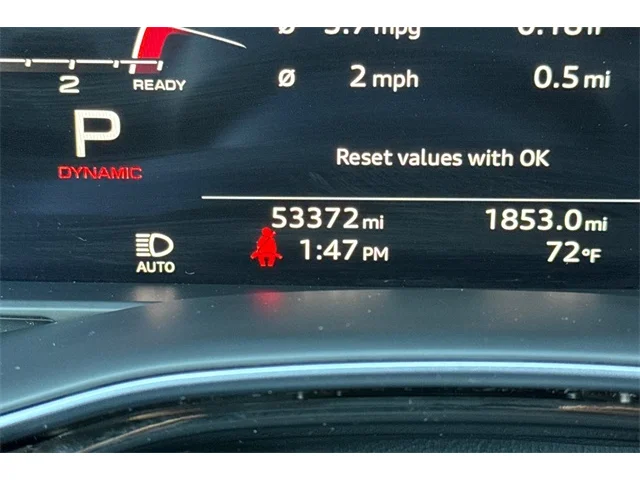 Ø 2 mph 0.5 mi
2 READY
P
DYNAMIC
Reset values with OK
53372 mi 1853.0 mi
AUTO 1:47 PM 72°F